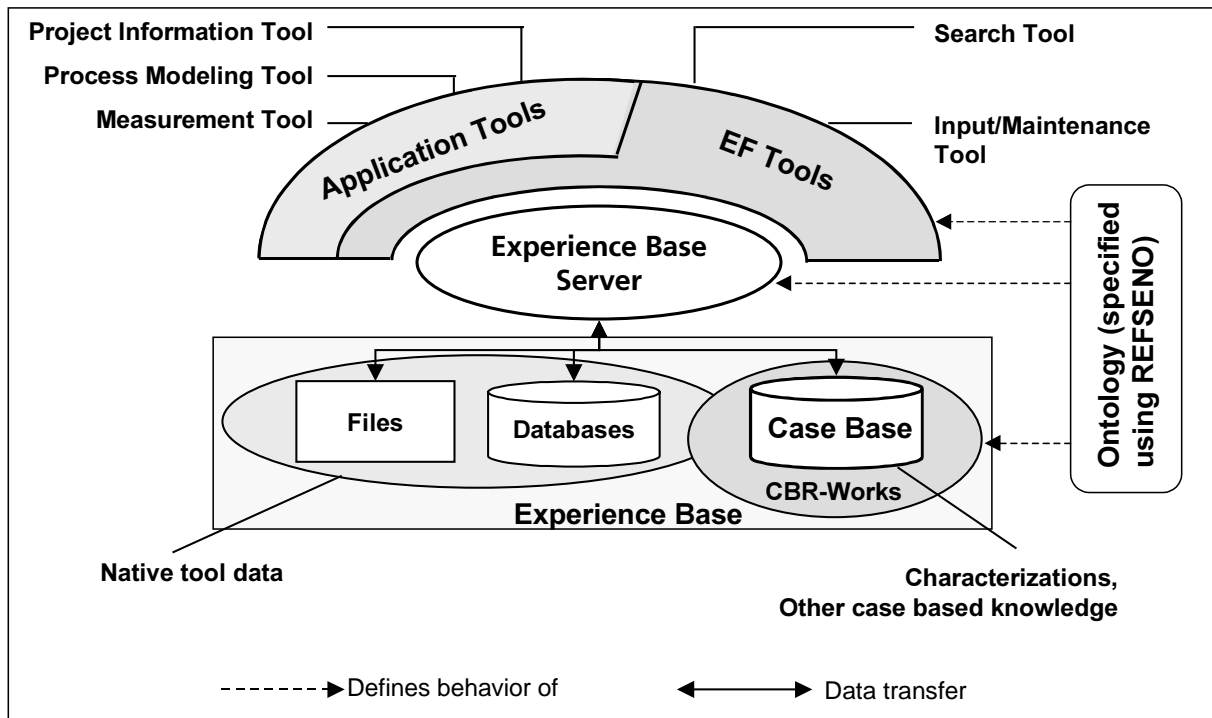 Project Information Tool
Process Modeling Tool
Measurement Tool
Search Tool
Input/Maintenance
Tool
Application Tools
EF Tools
Experience Base
Server
Ontology (specified
using REFSENO)
Files
Databases
Case Base
CBR-Works
Experience Base
Native tool data
Characterizations,
Other case based knowledge
Defines behavior of
Data transfer